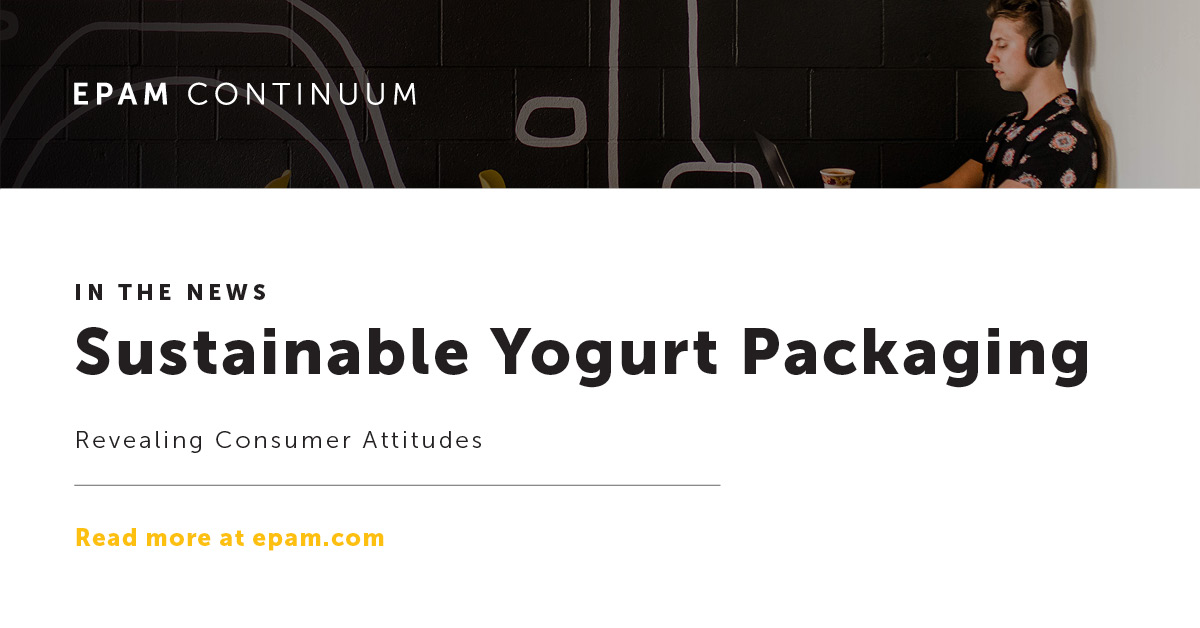 EPAM CONTINUUM
IN THE NEWS
Sustainable Yogurt Packaging
Revealing Consumer Attitudes
Read more at epam.com